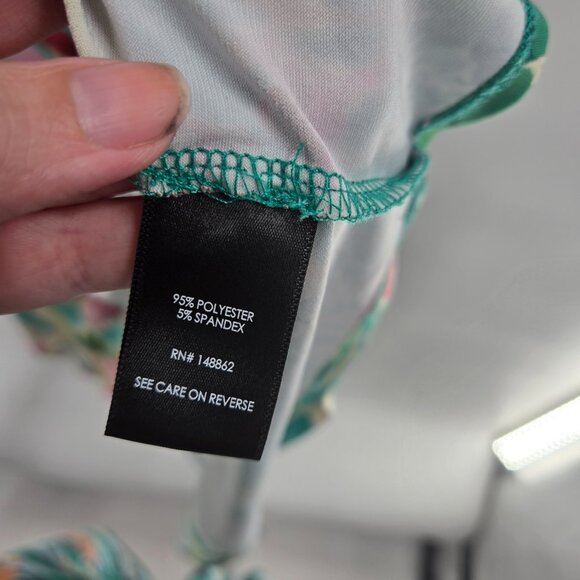 95% POLYESTER
5% SPANDEX
RN# 148862
SEE CARE ON REVERSE